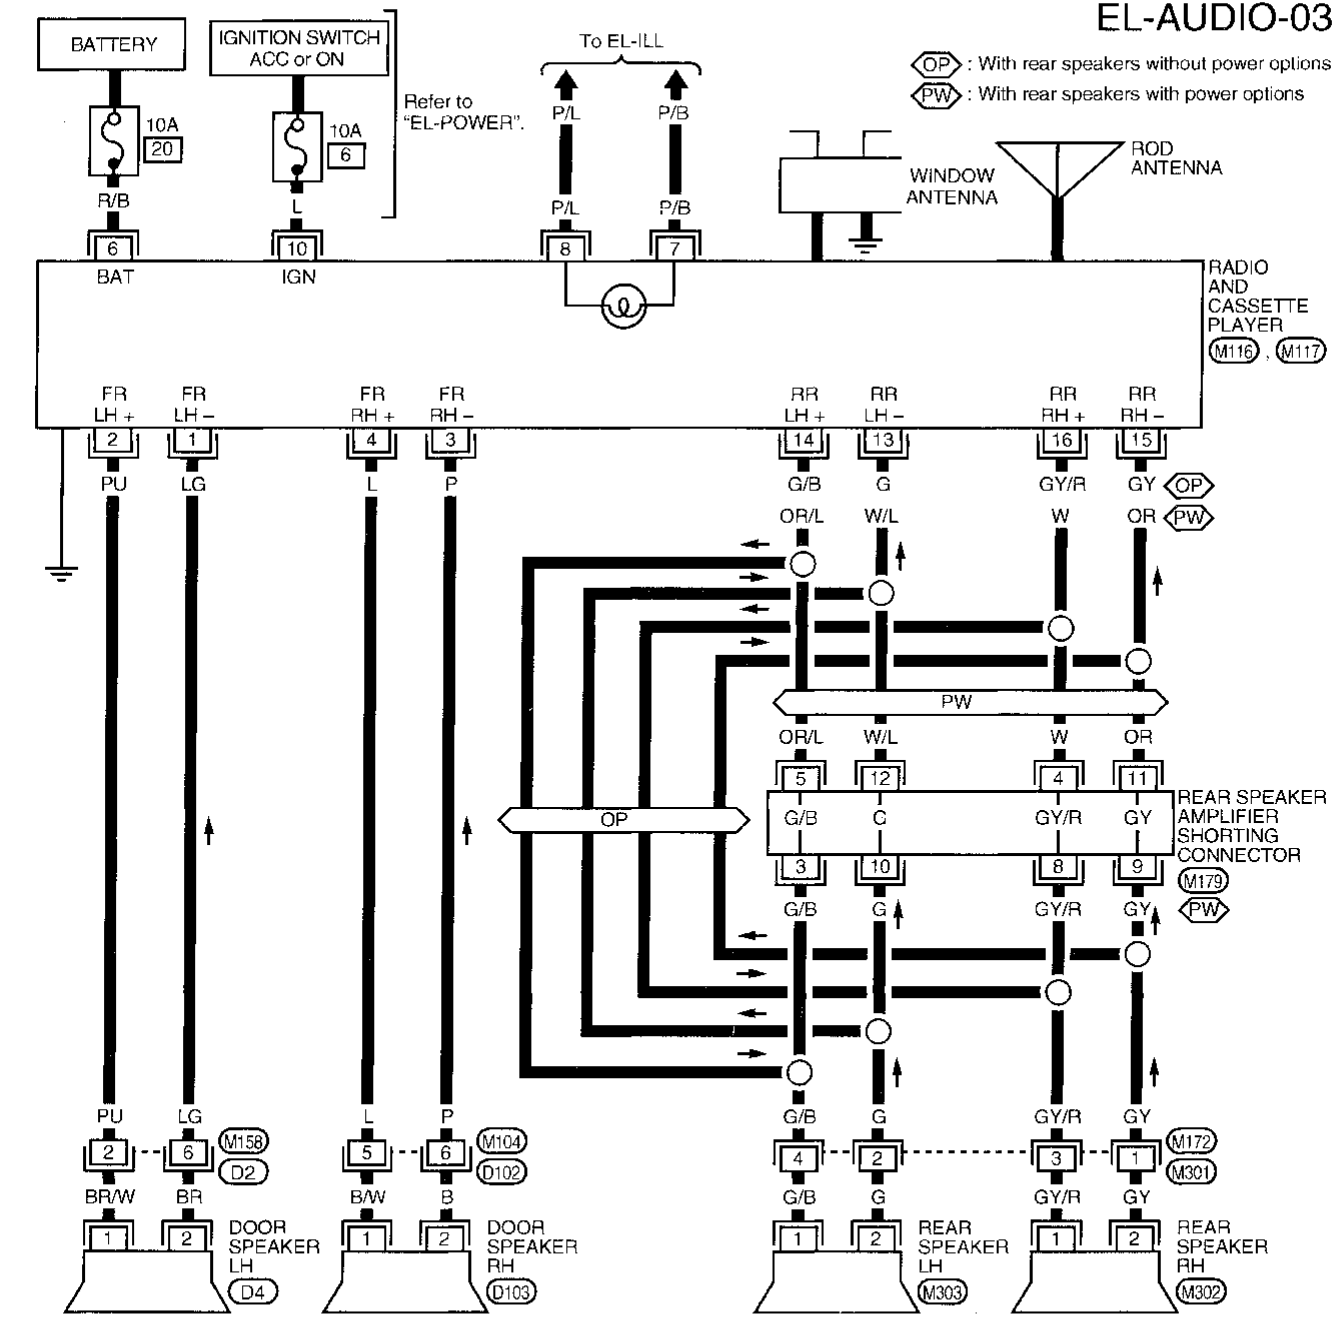 EL-AUDIO-03
BATTERY
IGNITION SWITCH
ACC or ON
To EL-ILL
OP : With rear speakers without power options
PW : With rear speakers with power options
Refer to
"EL-POWER".
10A
20
10A
6
P/L
P/B
WINDOW
ANTENNA
ROD
ANTENNA
R/B
L
P/L
P/B
6
10
8
7
BAT
IGN
RADIO
AND
CASSETTE
PLAYER
M116 , M117
FR
LH +
FR
LH –
FR
RH +
FR
RH –
RR
LH +
RR
LH –
RR
RH +
RR
RH –
2
1
4
3
14
13
16
15
PU
LG
L
P
G/B
G
GY/R
GY
OP
OR/L
W/L
W
OR
PW
PW
OR/L
W/L
W
OR
5
12
4
11
OP
G/B
G
GY/R
GY
REAR SPEAKER
AMPLIFIER
SHORTING
CONNECTOR
M179
PW
3
10
8
9
G/B
G
GY/R
GY
PU
LG
L
P
G/B
G
GY/R
GY
2
6
M158
D2
5
6
M104
D102
4
2
3
1
M172
M301
BR/W
BR
B/W
B
G/B
G
GY/R
GY
1
2
DOOR
SPEAKER
LH
D4
1
2
DOOR
SPEAKER
RH
D103
1
2
REAR
SPEAKER
LH
M303
1
2
REAR
SPEAKER
RH
M302